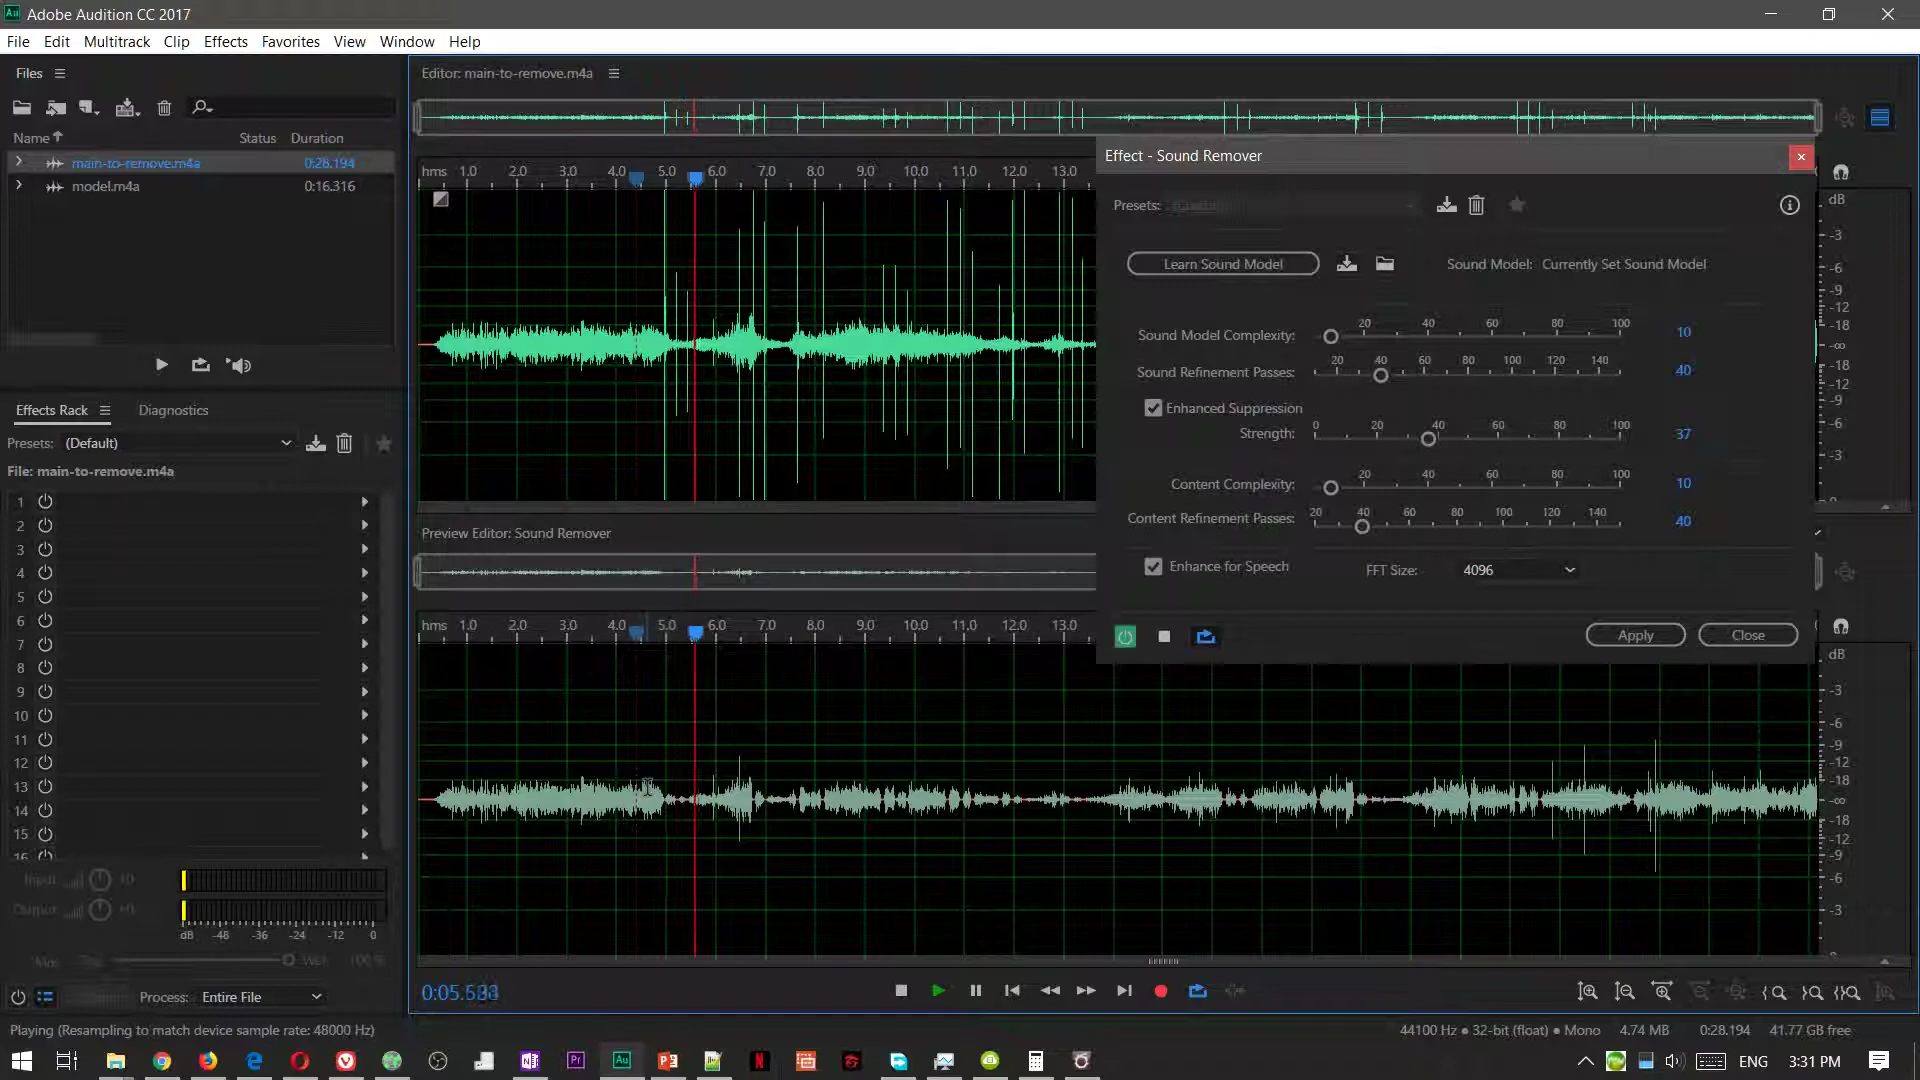 Adobe Audition CC 2017
File Edit Multitrack Clip Effects Favorites View Window Help
Files
Editor: main-to-remove.m4a
Name Status Duration
main-to-remove.m4a 0:28.194
model.m4a 0:16.316
hms 1.0 2.0 3.0 4.0 5.0 6.0 7.0 8.0 9.0 10.0 11.0 12.0 13.0
dB
-3
-6
-9
-12
-18
-∞
-18
-12
-9
-6
-3
Effect - Sound Remover
Presets:
Learn Sound Model Sound Model: Currently Set Sound Model
Sound Model Complexity: 20 40 60 80 100 10
Sound Refinement Passes: 20 40 60 80 100 120 140 40
Enhanced Suppression
Strength: 0 20 40 60 80 100 37
Content Complexity: 20 40 60 80 100 10
Content Refinement Passes: 20 40 60 80 100 120 140 40
Enhance for Speech FFT Size: 4096
Apply Close
Effects Rack Diagnostics
Presets: (Default)
File: main-to-remove.m4a
1
2
3
4
5
6
7
8
9
10
11
12
13
14
15
16
Input:
Output:
dB -48 -36 -24 -12 0
Process: Entire File
Preview Editor: Sound Remover
hms 1.0 2.0 3.0 4.0 5.0 6.0 7.0 8.0 9.0 10.0 11.0 12.0 13.0
dB
-3
-6
-9
-12
-18
-∞
-18
-12
-9
-6
-3
Playing (Resampling to match device sample rate: 48000 Hz)
44100 Hz • 32-bit (float) • Mono 4.74 MB 0:28.194 41.77 GB free
ENG 3:31 PM